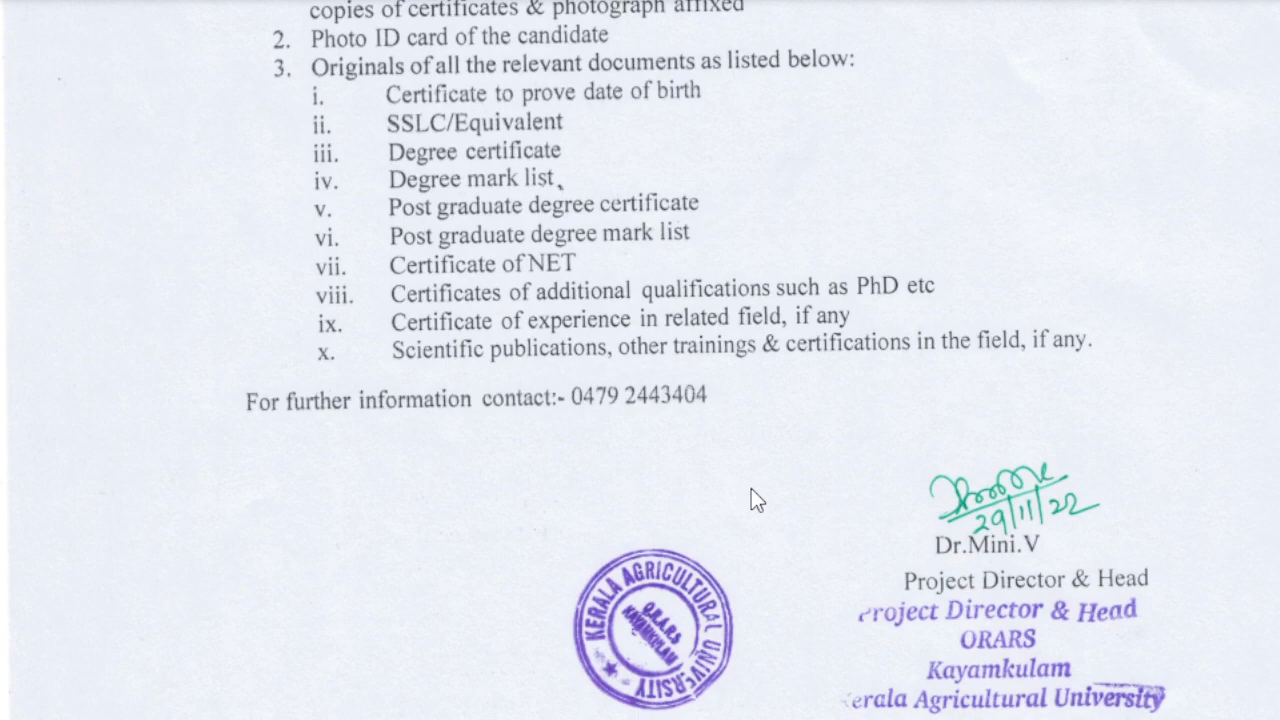 copies of certificates & photograph affixed
2. Photo ID card of the candidate
3. Originals of all the relevant documents as listed below:
i. Certificate to prove date of birth
ii. SSLC/Equivalent
iii. Degree certificate
iv. Degree mark list
v. Post graduate degree certificate
vi. Post graduate degree mark list
vii. Certificate of NET
viii. Certificates of additional qualifications such as PhD etc
ix. Certificate of experience in related field, if any
x. Scientific publications, other trainings & certifications in the field, if any.
For further information contact:- 0479 2443404
29/11/22
Dr.Mini.V
Project Director & Head
Project Director & Head
ORARS
Kayamkulam
erala Agricultural University
KERALA AGRICULTURAL UNIVERSITY
O.R.A.R.S
KAYAMKULAM